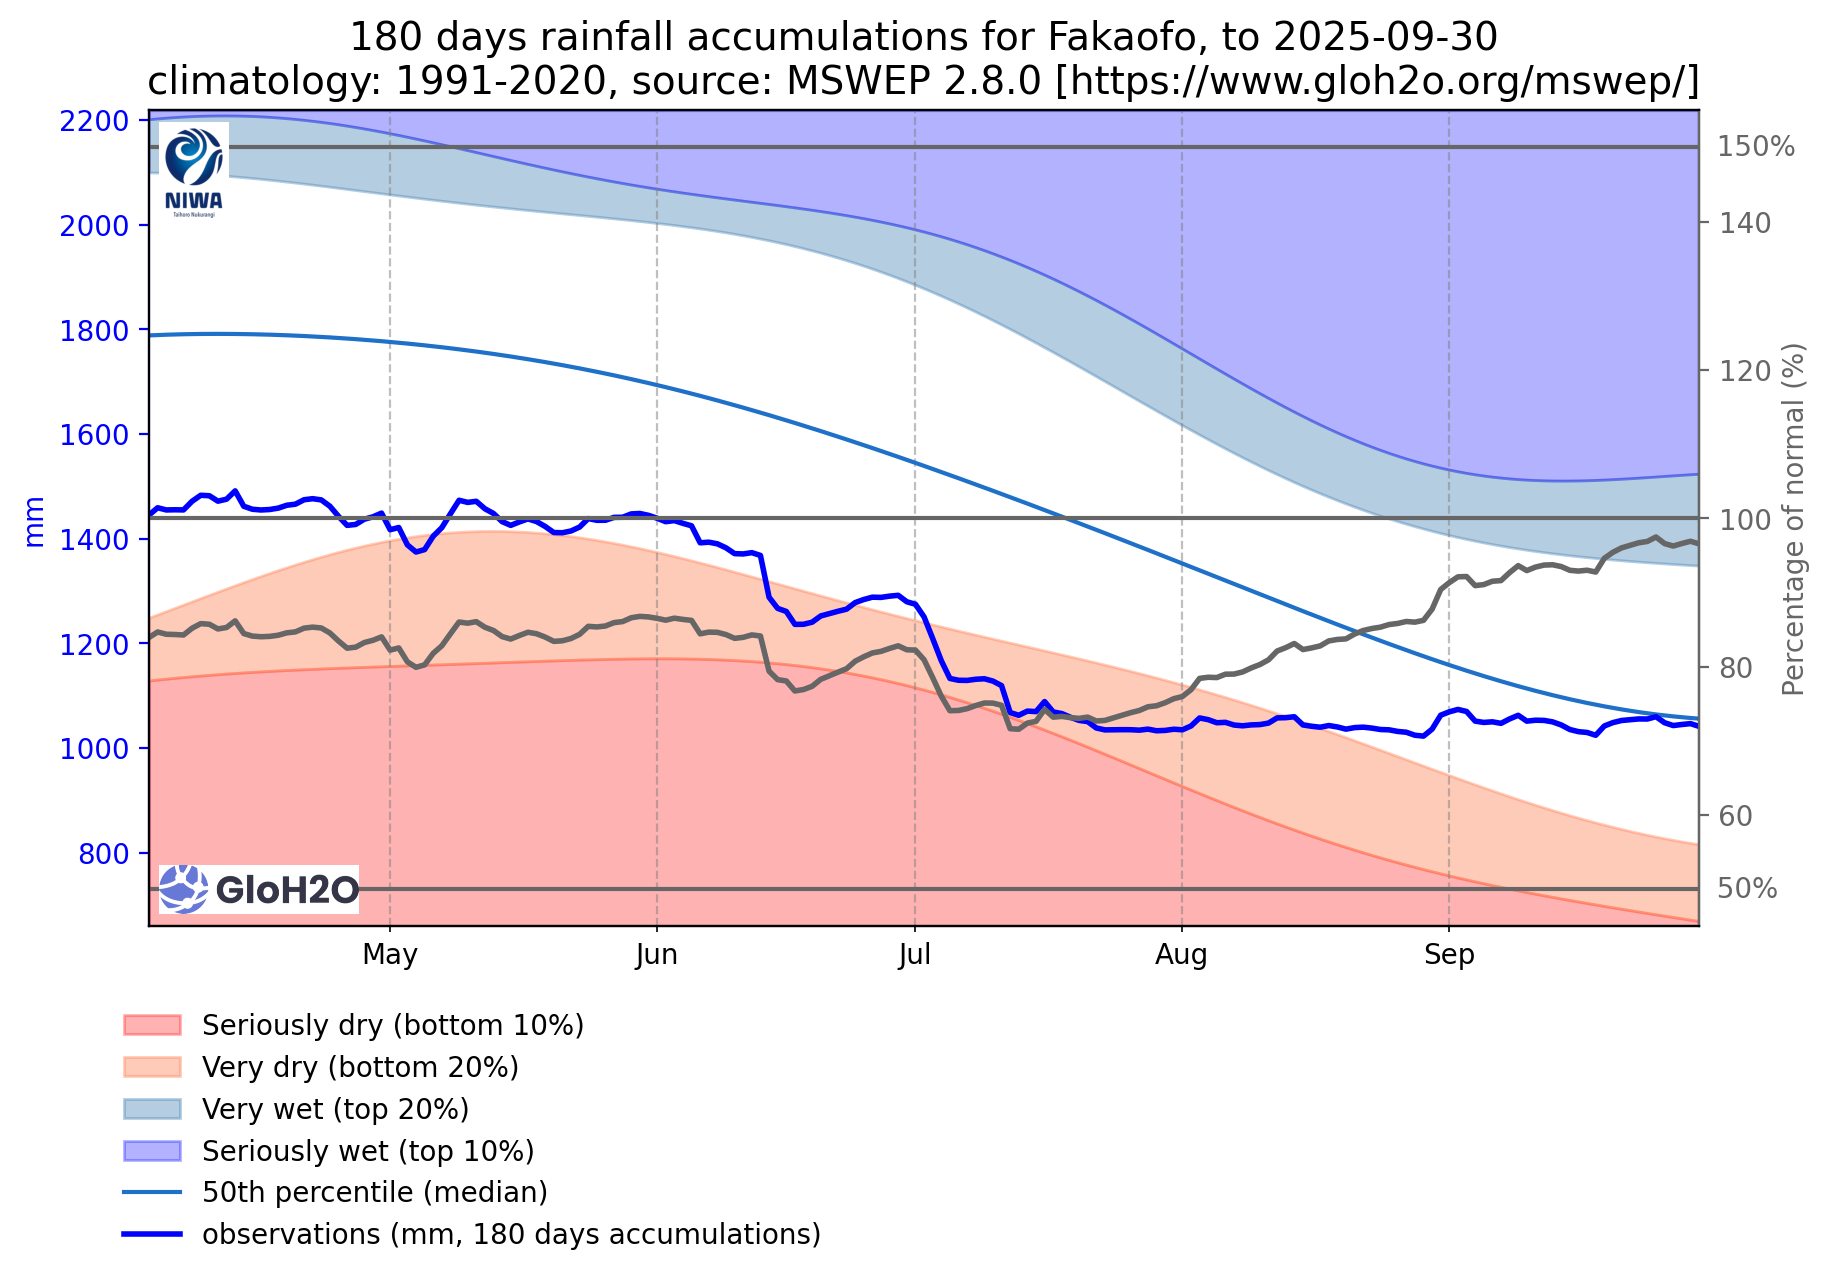 180 days rainfall accumulations for Fakaofo, to 2025-09-30
climatology: 1991-2020, source: MSWEP 2.8.0 [https://www.gloh2o.org/mswep/]
2200
2000
1800
1600
1400
1200
1000
800
mm
NIWA
Taihoro Nukurangi
GloH2O
150%
140
120
100
80
60
50%
Percentage of normal (%)
May
Jun
Jul
Aug
Sep
Seriously dry (bottom 10%)
Very dry (bottom 20%)
Very wet (top 20%)
Seriously wet (top 10%)
50th percentile (median)
observations (mm, 180 days accumulations)